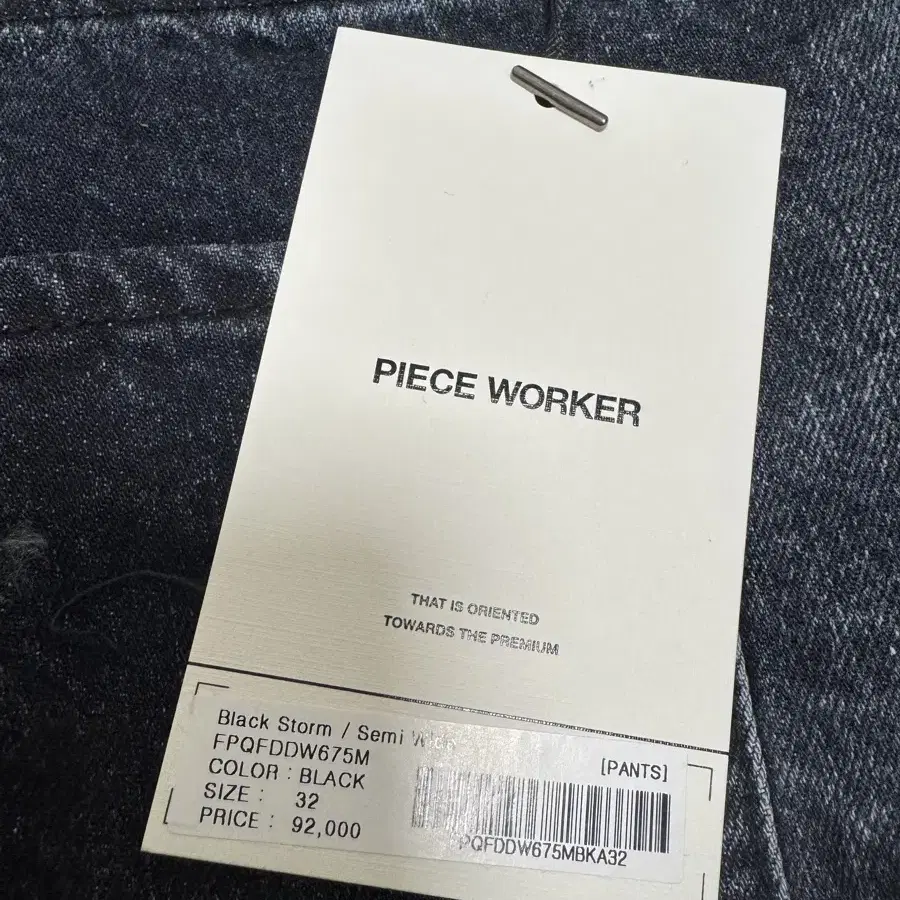 PIECE WORKER
THAT IS ORIENTED
TOWARDS THE PREMIUM
Black Storm / Semi Wide
FPQFDDW675M
[PANTS]
COLOR : BLACK
SIZE : 32
PRICE : 92,000
PQFDDW675MBKA32